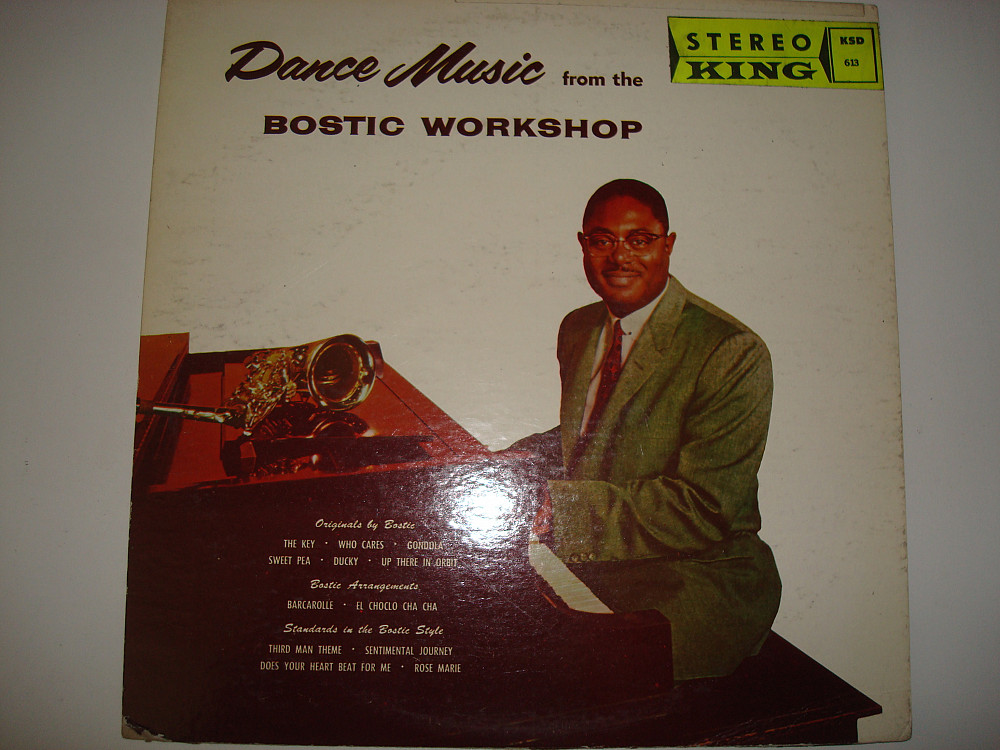 Dance Music from the
BOSTIC WORKSHOP
STEREO
KING
KSD
613
Originals by Bostic
THE KEY • WHO CARES • GONDOLA
SWEET PEA • DUCKY • UP THERE IN ORBIT
Bostic Arrangements
BARCAROLLE • EL CHOCLO CHA CHA
Standards in the Bostic Style
THIRD MAN THEME • SENTIMENTAL JOURNEY
DOES YOUR HEART BEAT FOR ME • ROSE MARIE